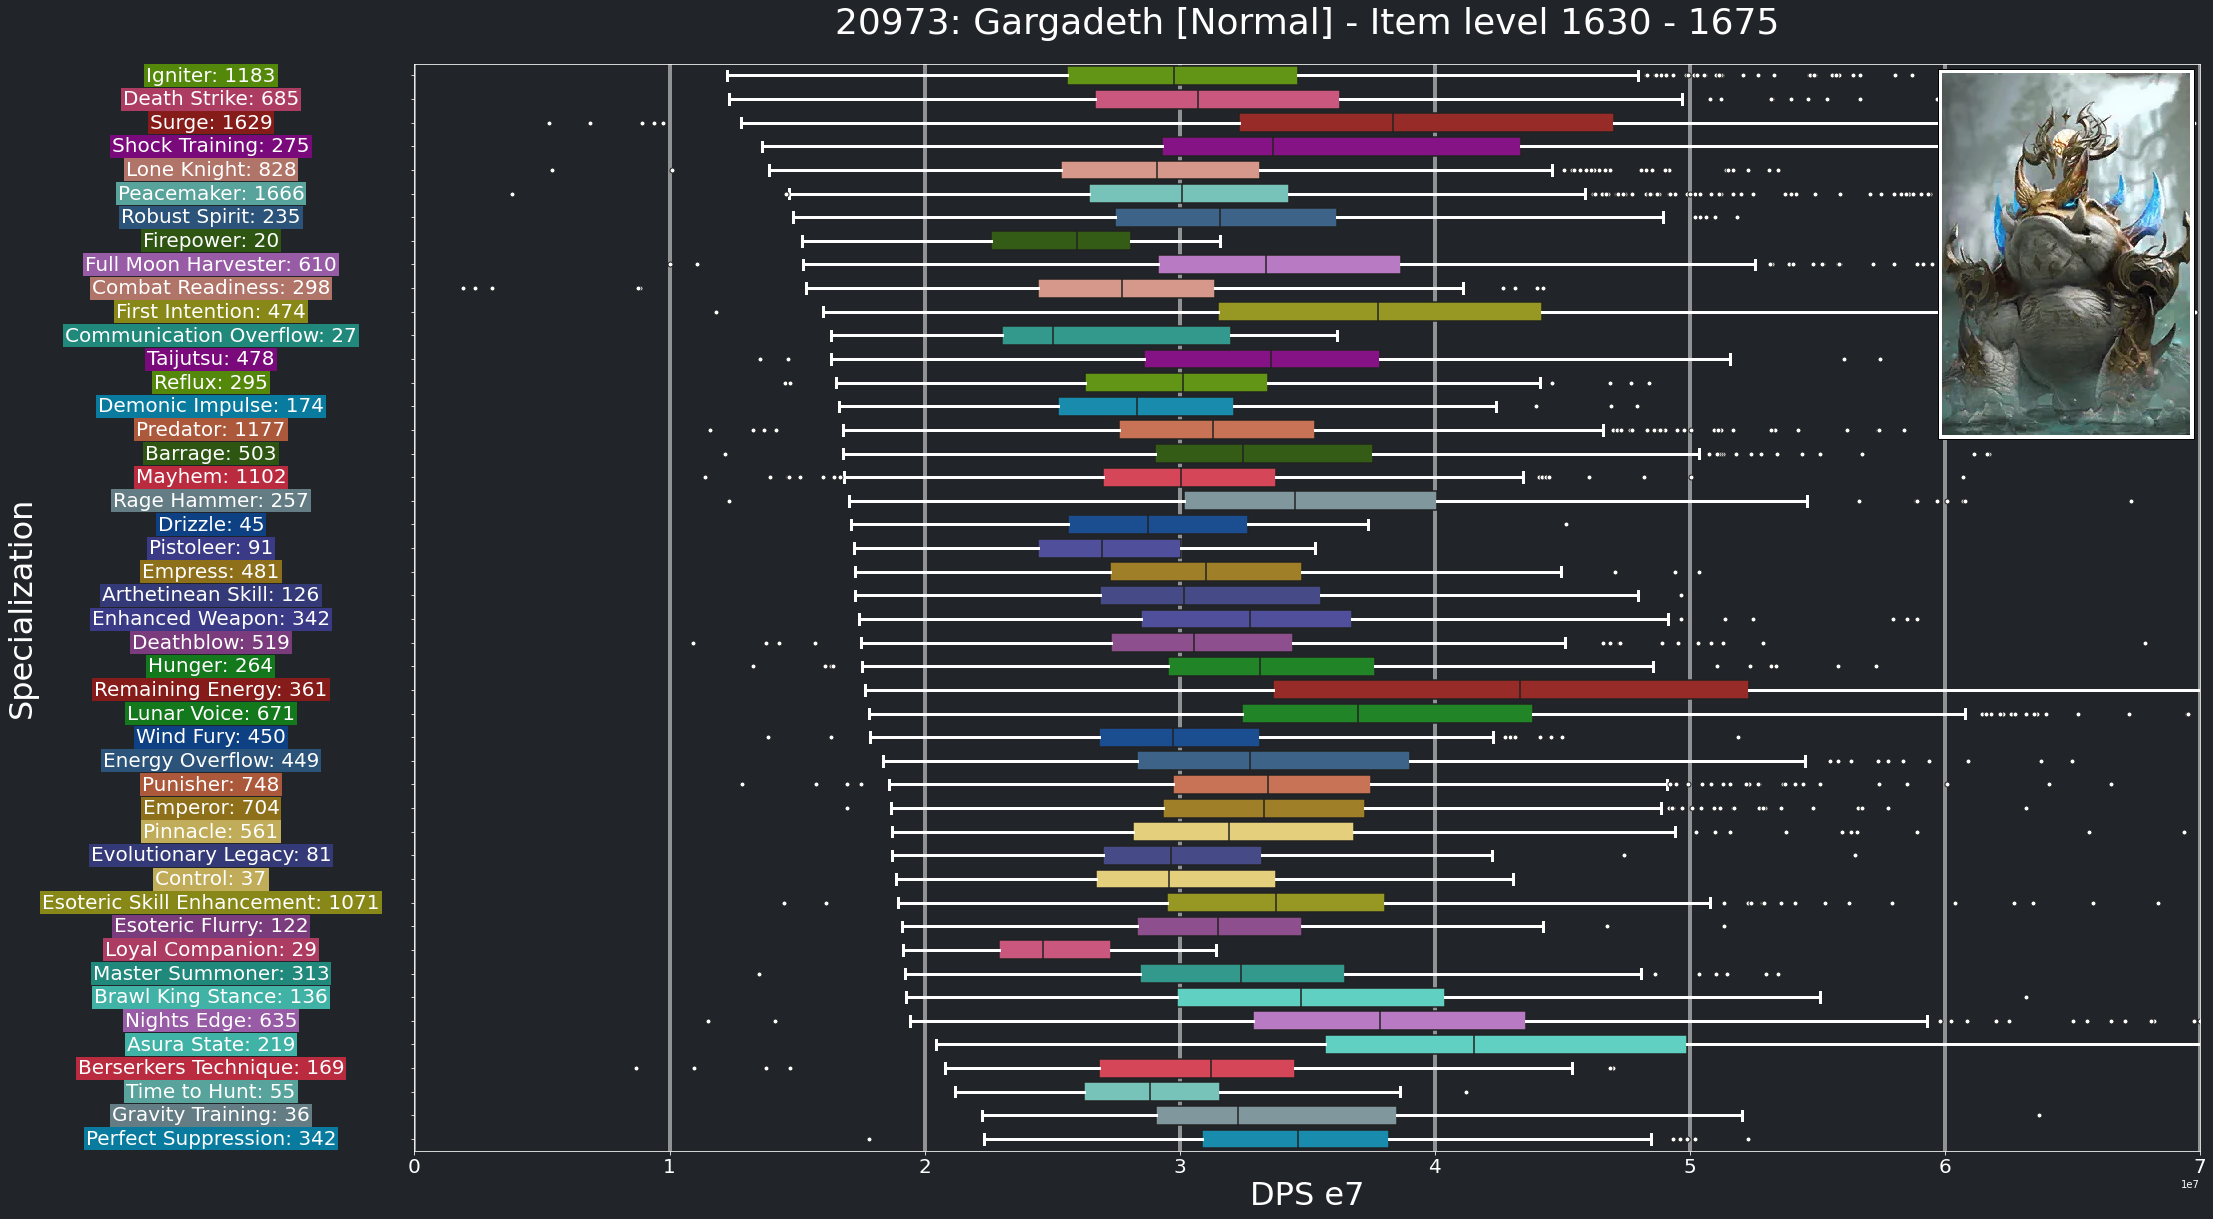 20973: Gargadeth [Normal] - Item level 1630 - 1675
Specialization
Igniter: 1183
Death Strike: 685
Surge: 1629
Shock Training: 275
Lone Knight: 828
Peacemaker: 1666
Robust Spirit: 235
Firepower: 20
Full Moon Harvester: 610
Combat Readiness: 298
First Intention: 474
Communication Overflow: 27
Taijutsu: 478
Reflux: 295
Demonic Impulse: 174
Predator: 1177
Barrage: 503
Mayhem: 1102
Rage Hammer: 257
Drizzle: 45
Pistoleer: 91
Empress: 481
Arthetinean Skill: 126
Enhanced Weapon: 342
Deathblow: 519
Hunger: 264
Remaining Energy: 361
Lunar Voice: 671
Wind Fury: 450
Energy Overflow: 449
Punisher: 748
Emperor: 704
Pinnacle: 561
Evolutionary Legacy: 81
Control: 37
Esoteric Skill Enhancement: 1071
Esoteric Flurry: 122
Loyal Companion: 29
Master Summoner: 313
Brawl King Stance: 136
Nights Edge: 635
Asura State: 219
Berserkers Technique: 169
Time to Hunt: 55
Gravity Training: 36
Perfect Suppression: 342
0 1 2 3 4 5 6 7
1e7
DPS e7